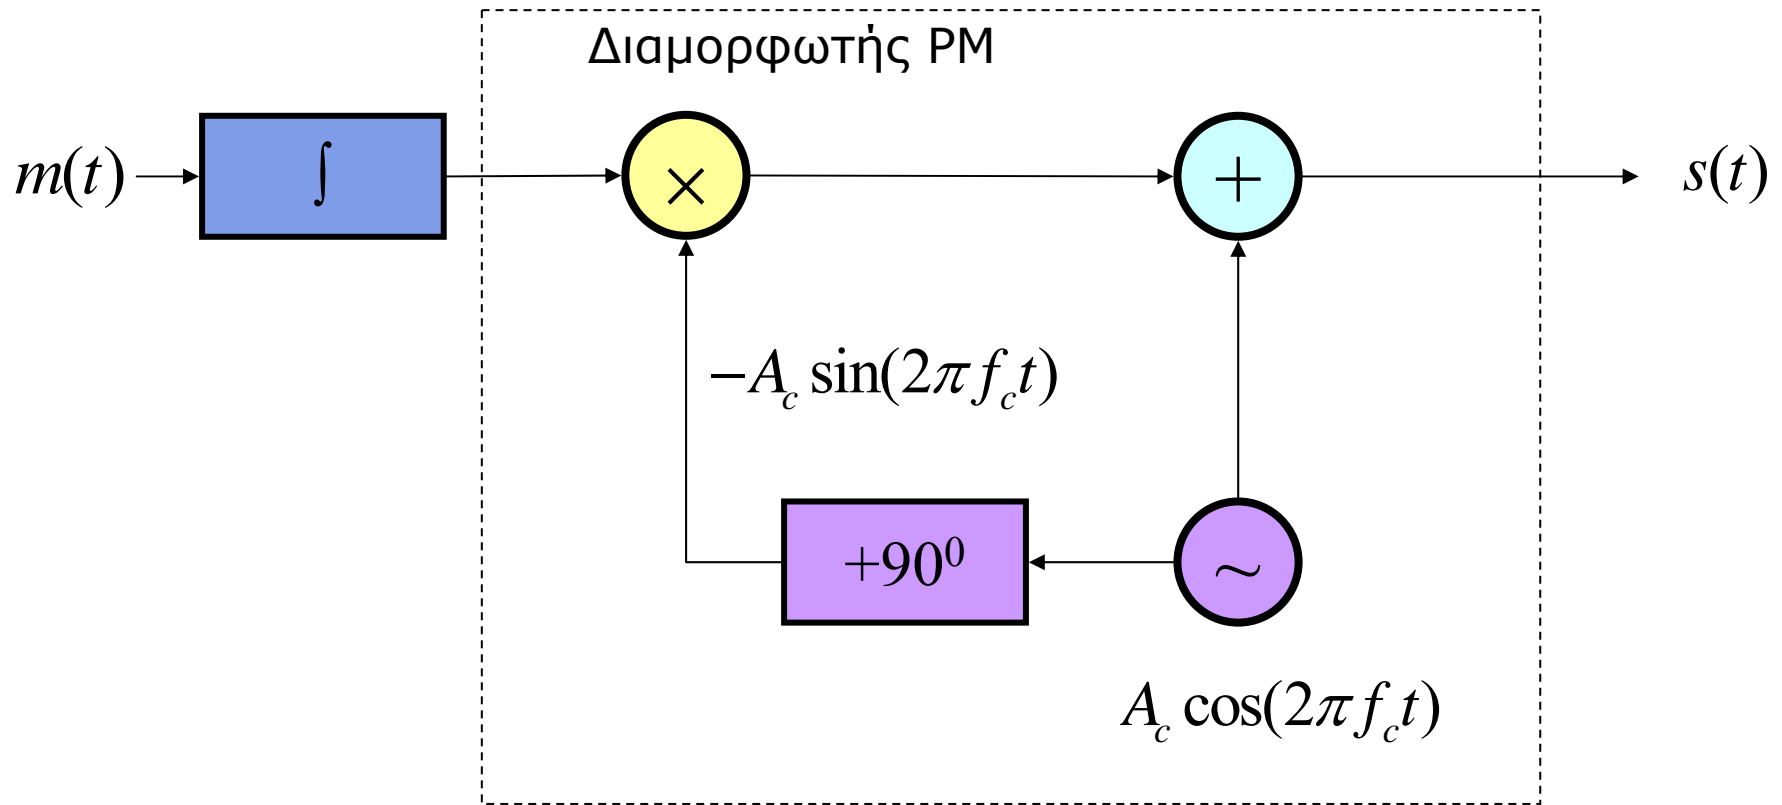 Διαμορφωτής PM
m(t)
∫
×
+
s(t)
−A_c sin(2πf_c t)
+90⁰
~
A_c cos(2πf_c t)